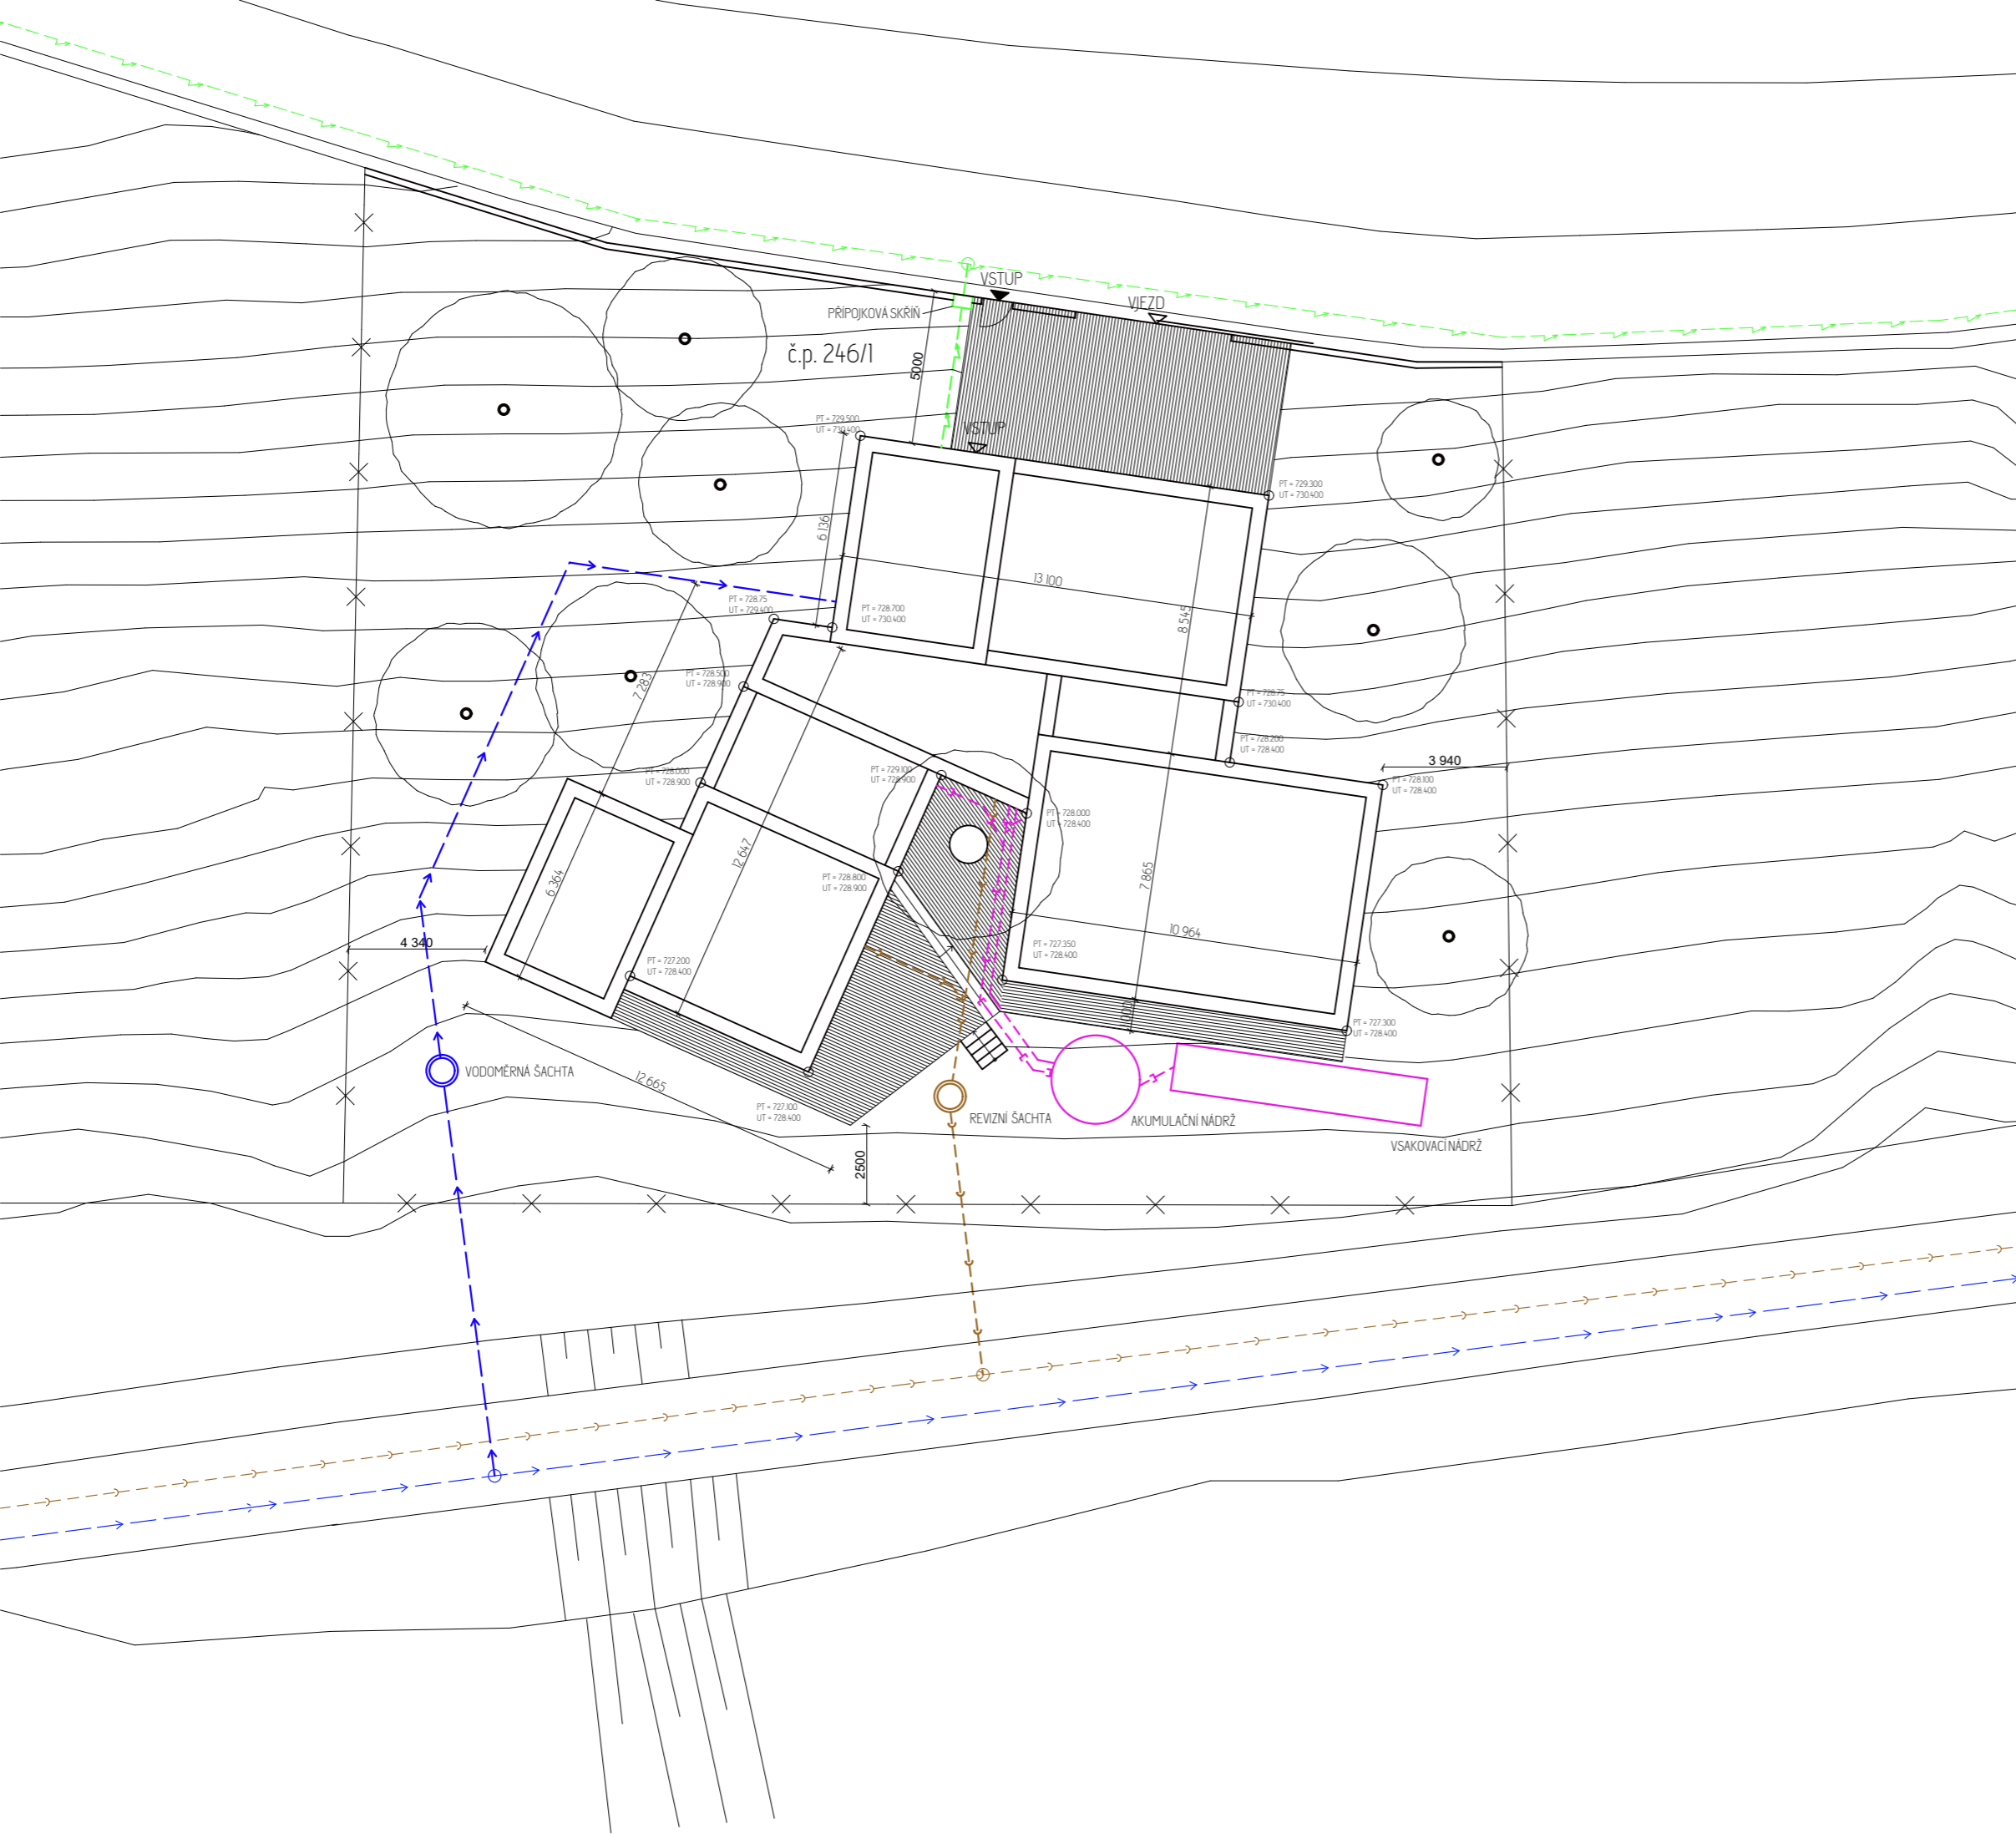 VSTUP
VJEZD
PŘÍPOJKOVÁ SKŘÍŇ
č.p. 246/1
5000
PT = 729.500
UT = 730.400
VSTUP
PT = 729.300
UT = 730.400
6 136
13 100
8 545
PT = 728.75
UT = 729.400
PT = 728.700
UT = 730.400
7 283
PT = 728.500
UT = 728.900
PT = 728.75
UT = 730.400
PT = 728.200
UT = 728.400
3 940
PT = 728.000
UT = 728.900
PT = 729.100
UT = 728.900
PT = 728.100
UT = 728.400
PT = 728.000
UT = 728.400
12 647
6 364
PT = 728.800
UT = 728.900
7 865
10 964
4 340
PT = 727.350
UT = 728.400
PT = 727.200
UT = 728.400
PT = 727.300
UT = 728.400
VODOMĚRNÁ ŠACHTA
12 665
PT = 727.100
UT = 728.400
REVIZNÍ ŠACHTA
AKUMULAČNÍ NÁDRŽ
VSAKOVACÍ NÁDRŽ
2500